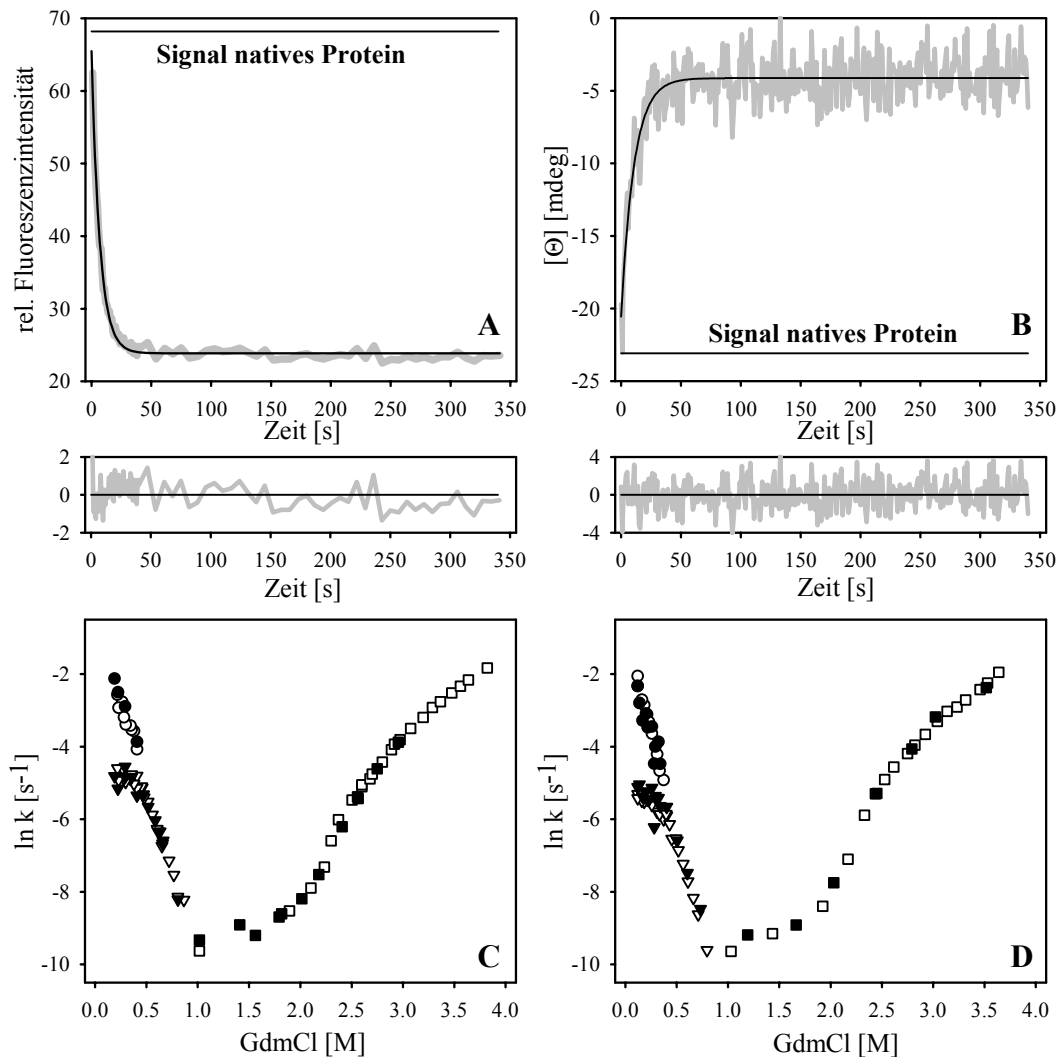 70
60
50
40
30
20
rel. Fluoreszenzintensität
Signal natives Protein
A
0 50 100 150 200 250 300 350
Zeit [s]
0
-5
-10
-15
-20
-25
[Θ] [mdeg]
B
Signal natives Protein
0 50 100 150 200 250 300 350
Zeit [s]
2
0
-2
0 50 100 150 200 250 300 350
Zeit [s]
4
0
-4
0 50 100 150 200 250 300 350
Zeit [s]
-2
-4
-6
-8
-10
ln k [s⁻¹]
C
0.0 0.5 1.0 1.5 2.0 2.5 3.0 3.5 4.0
GdmCl [M]
-2
-4
-6
-8
-10
ln k [s⁻¹]
D
0.0 0.5 1.0 1.5 2.0 2.5 3.0 3.5 4.0
GdmCl [M]